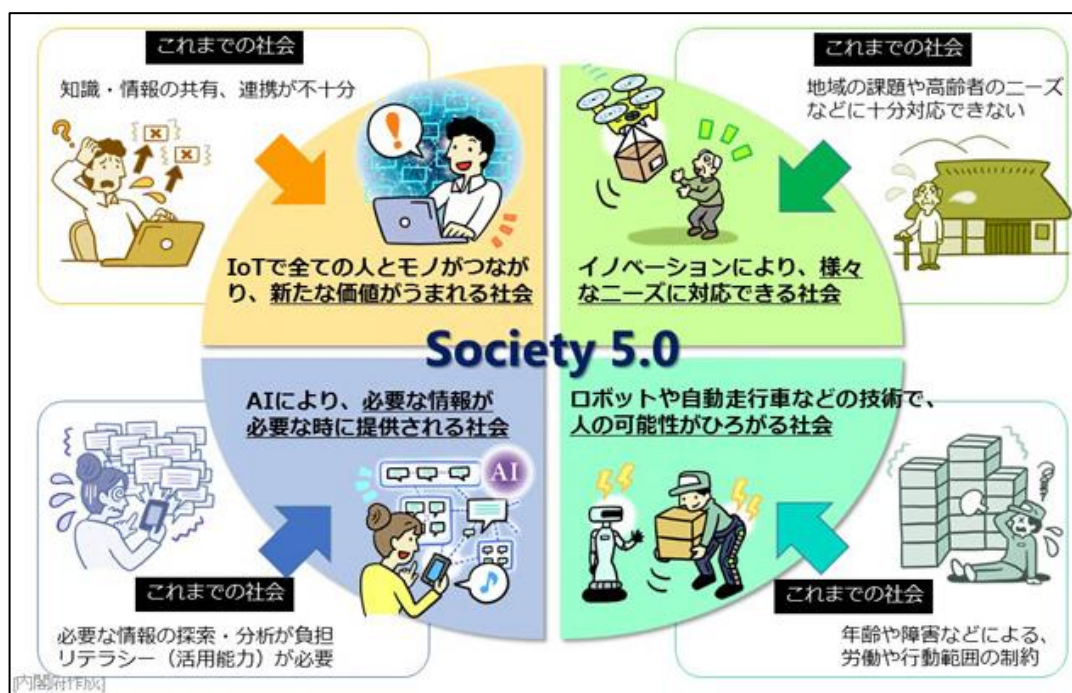 これまでの社会
知識・情報の共有、連携が不十分
IoTで全ての人とモノがつなが
り、新たな価値がうまれる社会
これまでの社会
地域の課題や高齢者のニーズ
などに十分対応できない
イノベーションにより、様々
なニーズに対応できる社会
Society 5.0
AIにより、必要な情報が
必要な時に提供される社会
AI
これまでの社会
必要な情報の探索・分析が負担
リテラシー（活用能力）が必要
ロボットや自動走行車などの技術で、
人の可能性がひろがる社会
これまでの社会
年齢や障害などによる、
労働や行動範囲の制約
[内閣府作成]